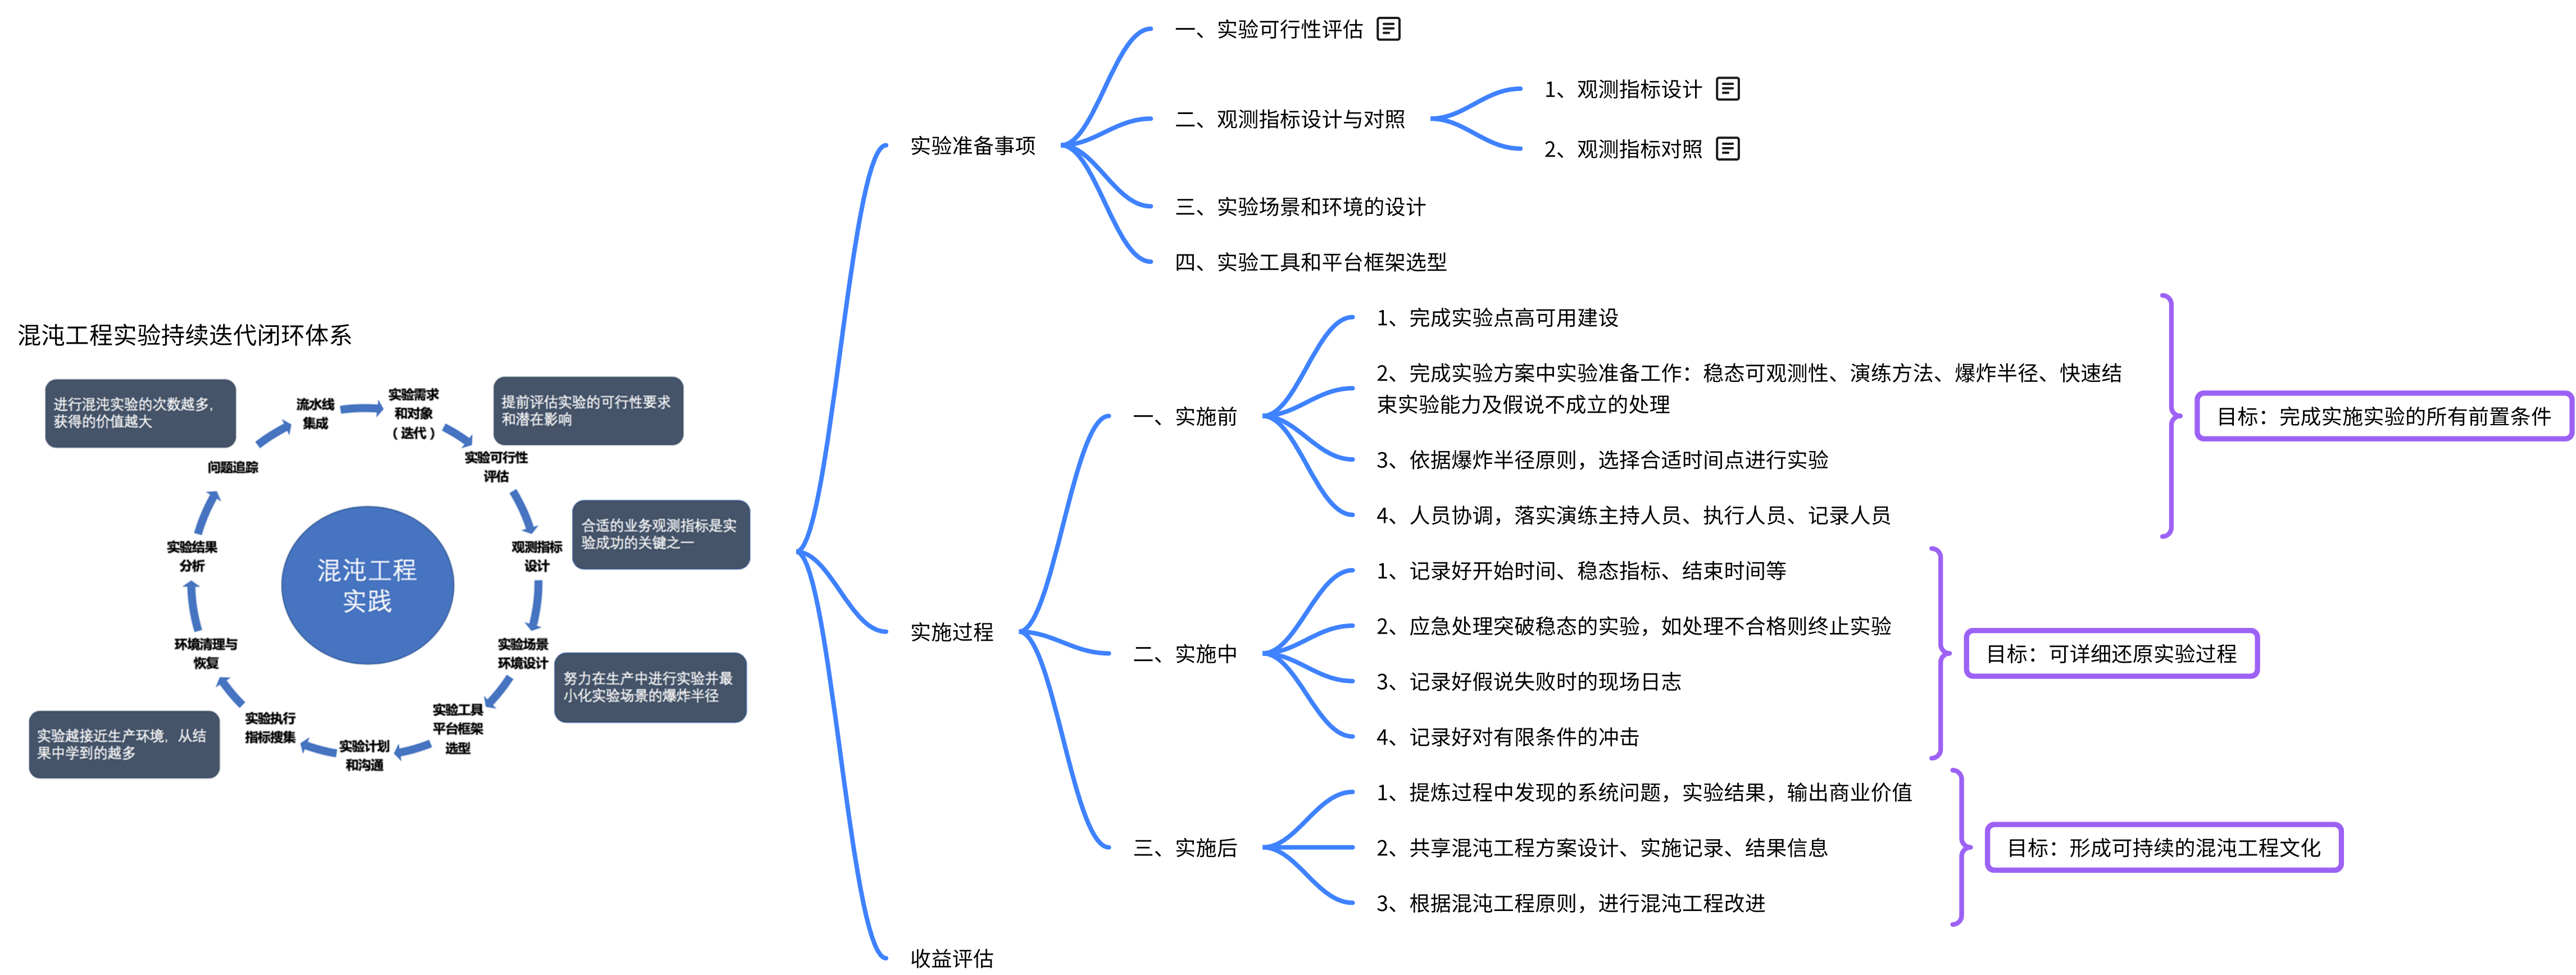 混沌工程实验持续迭代闭环体系
进行混沌实验的次数越多,
获得的价值越大
流水线
集成
实验需求
和对象
（迭代）
提前评估实验的可行性要求
和潜在影响
实验可行性
评估
合适的业务观测指标是实
验成功的关键之一
观测指标
设计
实验场景
环境设计
努力在生产中进行实验并最
小化实验场景的爆炸半径
实验工具
平台框架
选型
实验计划
和沟通
实验执行
指标搜集
实验越接近生产环境, 从结
果中学到的越多
环境清理与
恢复
实验结果
分析
问题追踪
混沌工程
实践
实验准备事项
一、实验可行性评估
二、观测指标设计与对照
1、观测指标设计
2、观测指标对照
三、实验场景和环境的设计
四、实验工具和平台框架选型
实施过程
一、实施前
1、完成实验点高可用建设
2、完成实验方案中实验准备工作：稳态可观测性、演练方法、爆炸半径、快速结
束实验能力及假说不成立的处理
3、依据爆炸半径原则，选择合适时间点进行实验
4、人员协调，落实演练主持人员、执行人员、记录人员
目标：完成实施实验的所有前置条件
二、实施中
1、记录好开始时间、稳态指标、结束时间等
2、应急处理突破稳态的实验，如处理不合格则终止实验
3、记录好假说失败时的现场日志
4、记录好对有限条件的冲击
目标：可详细还原实验过程
三、实施后
1、提炼过程中发现的系统问题，实验结果，输出商业价值
2、共享混沌工程方案设计、实施记录、结果信息
3、根据混沌工程原则，进行混沌工程改进
目标：形成可持续的混沌工程文化
收益评估